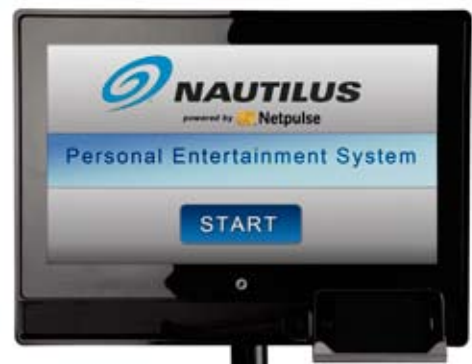 NAUTILUS
powered by Netpulse
Personal Entertainment System
START